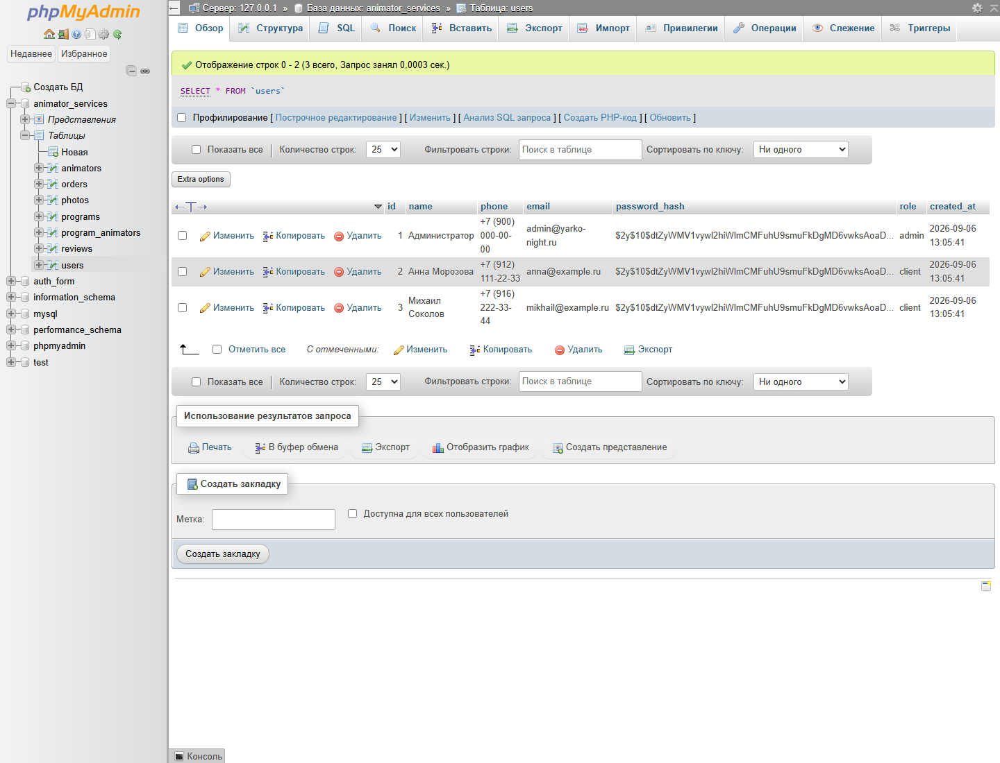 phpMyAdmin
Недавнее Избранное
Создать БД
animator_services
Представления
Таблицы
Новая
animators
orders
photos
programs
program_animators
reviews
users
auth_form
information_schema
mysql
performance_schema
phpmyadmin
test
Сервер: 127.0.0.1 » База данных: animator_services » Таблица: users
Обзор Структура SQL Поиск Вставить Экспорт Импорт Привилегии Операции Слежение Триггеры
Отображение строк 0 - 2 (3 всего, Запрос занял 0,0003 сек.)
SELECT * FROM `users`
Профилирование [ Построчное редактирование ] [ Изменить ] [ Анализ SQL запроса ] [ Создать PHP-код ] [ Обновить ]
Показать все | Количество строк: 25 Фильтровать строки: Поиск в таблице Сортировать по ключу: Ни одного
Extra options
←T→ id name phone email password_hash role created_at
Изменить Копировать Удалить 1 Администратор +7 (900) 000-00-00 admin@yarko-night.ru $2y$10$dtZyWMV1vywl2hiWlmCMFuhU9smuFkDgMD6vwksAoaD... admin 2026-09-06 13:05:41
Изменить Копировать Удалить 2 Анна Морозова +7 (912) 111-22-33 anna@example.ru $2y$10$dtZyWMV1vywl2hiWlmCMFuhU9smuFkDgMD6vwksAoaD... client 2026-09-06 13:05:41
Изменить Копировать Удалить 3 Михаил Соколов +7 (916) 222-33-44 mikhail@example.ru $2y$10$dtZyWMV1vywl2hiWlmCMFuhU9smuFkDgMD6vwksAoaD... client 2026-09-06 13:05:41
Отметить все С отмеченными: Изменить Копировать Удалить Экспорт
Показать все | Количество строк: 25 Фильтровать строки: Поиск в таблице Сортировать по ключу: Ни одного
Использование результатов запроса
Печать В буфер обмена Экспорт Отобразить график Создать представление
Создать закладку
Метка: Доступна для всех пользователей
Создать закладку
Консоль